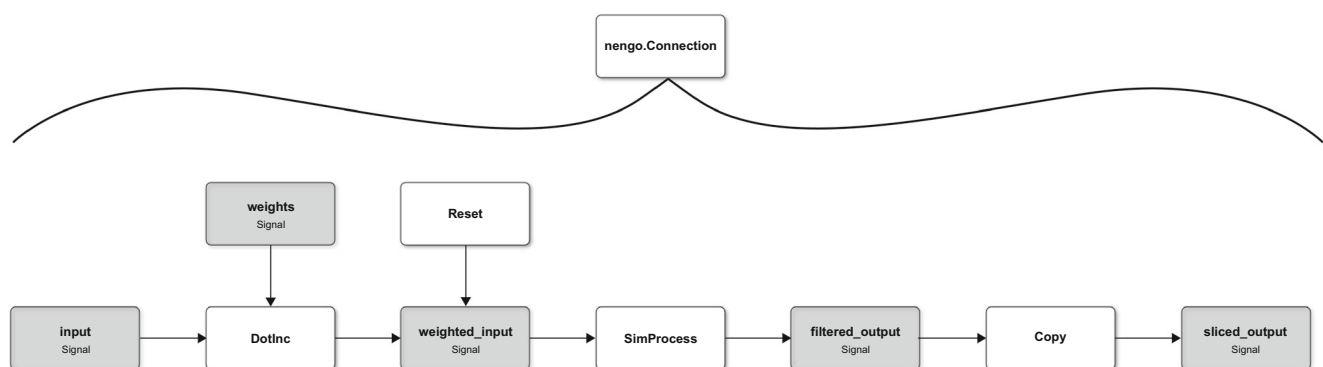 nengo.Connection
weights
Signal
Reset
input
Signal
DotInc
weighted_input
Signal
SimProcess
filtered_output
Signal
Copy
sliced_output
Signal